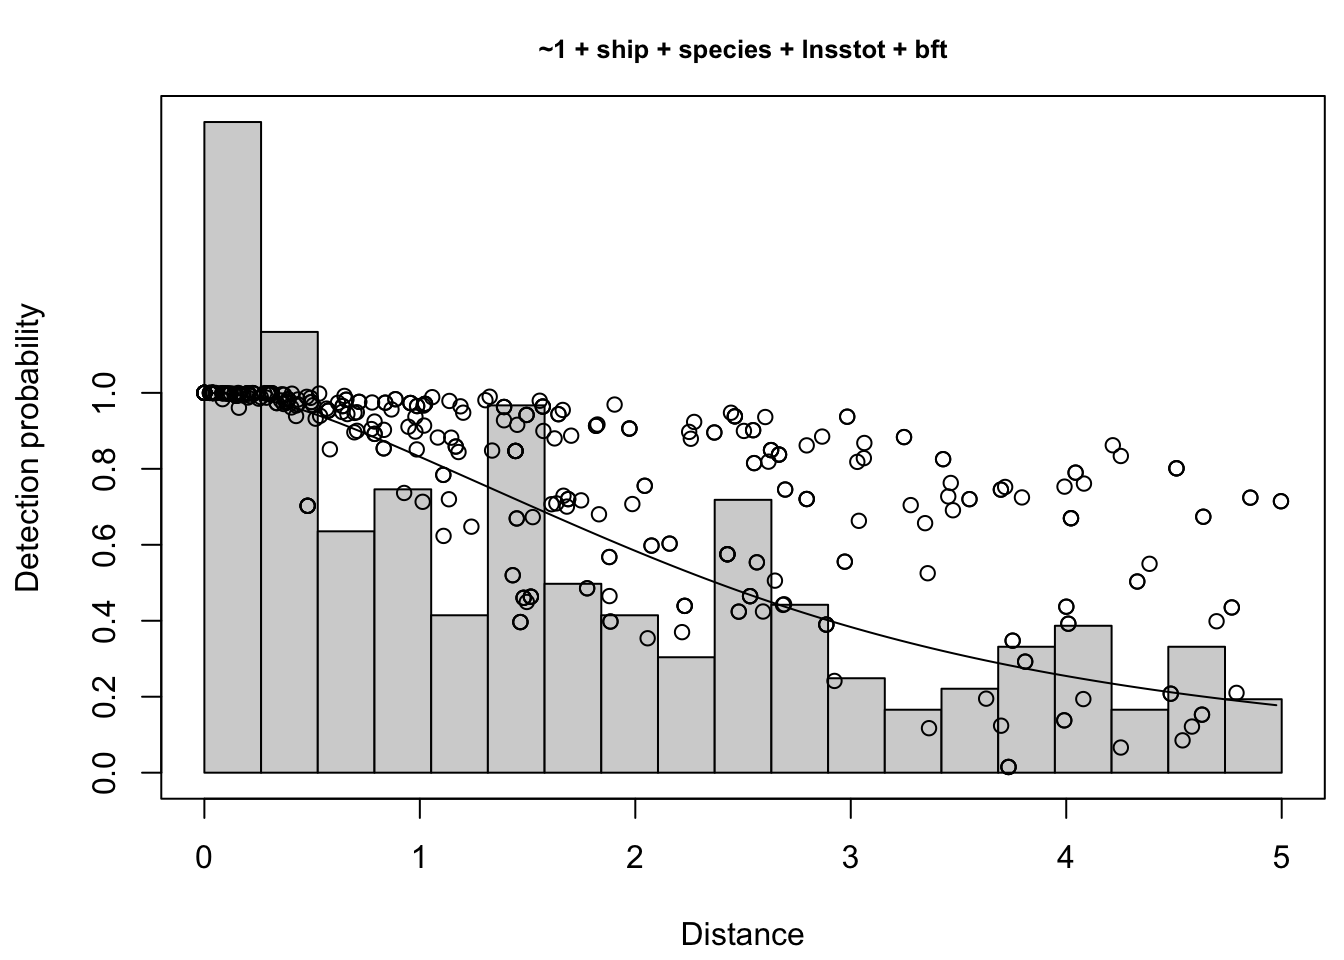 ~1 + ship + species + lnsstot + bft
Detection probability
1.0
0.8
0.6
0.4
0.2
0.0
0 1 2 3 4 5
Distance